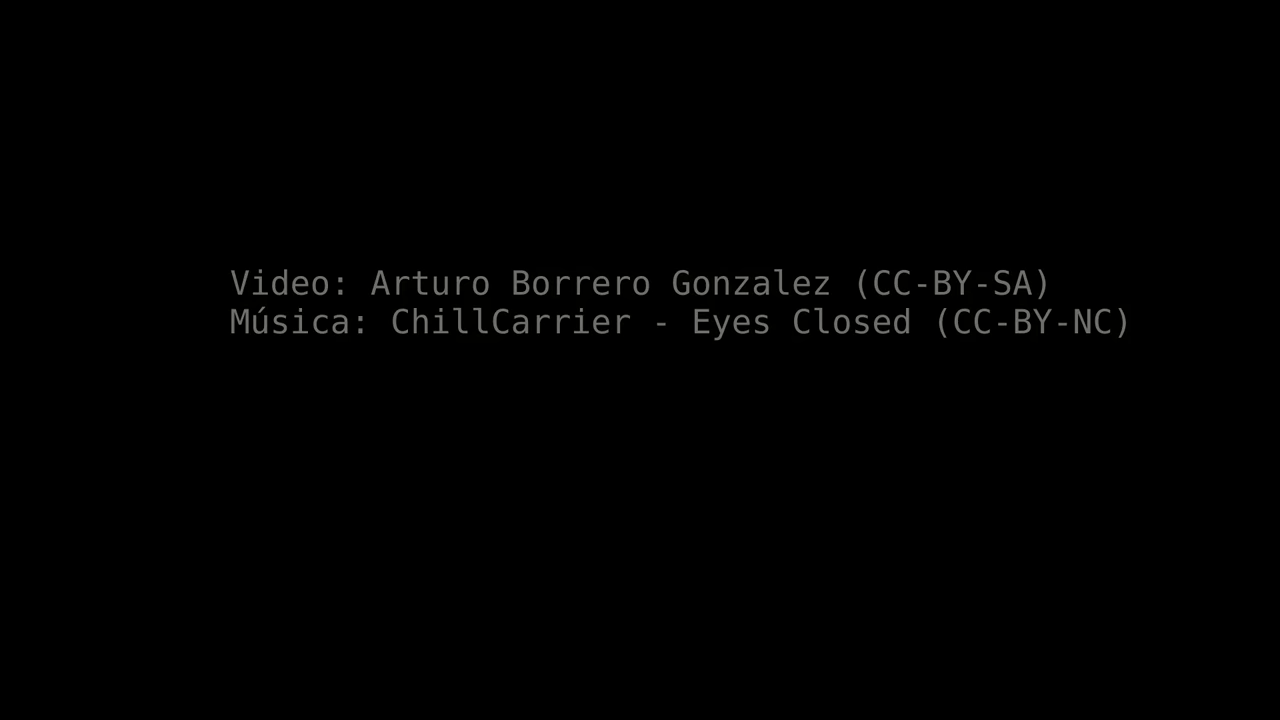 Video: Arturo Borrero Gonzalez (CC-BY-SA)
Música: ChillCarrier - Eyes Closed (CC-BY-NC)